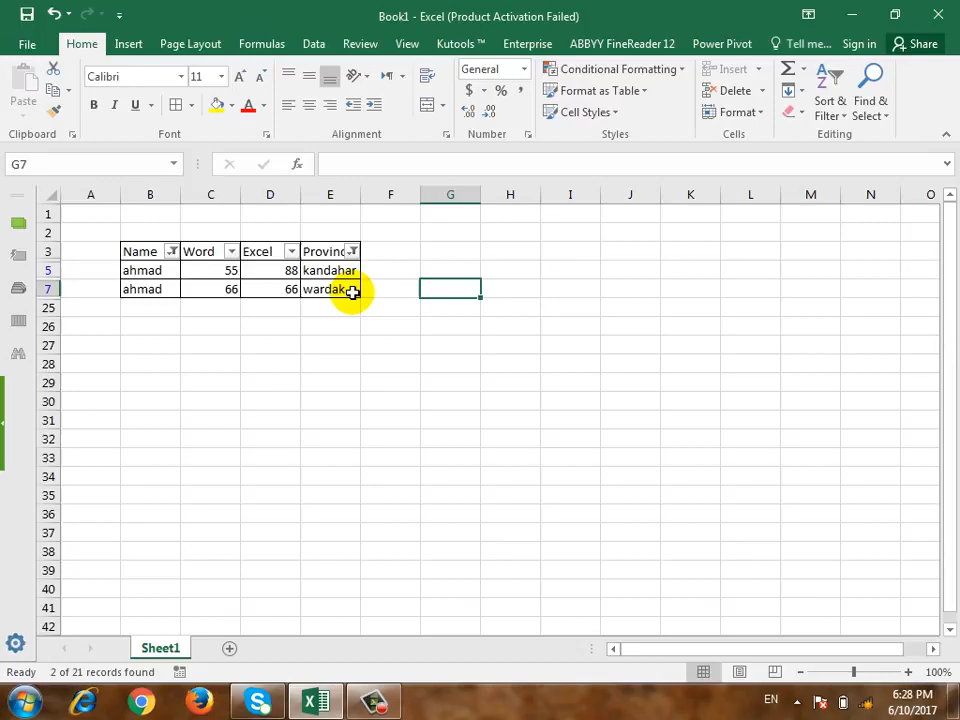 Book1 - Excel (Product Activation Failed)
File Home Insert Page Layout Formulas Data Review View Kutools ™ Enterprise ABBYY FineReader 12 Power Pivot Tell me... Sign in Share
Paste Calibri 11 General Conditional Formatting Insert Sort & Filter Find & Select
B I U A $ % Format as Table Delete
Cell Styles Format
Clipboard Font Alignment Number Styles Cells Editing
G7 fx
A B C D E F G H I J K L M N O
1
2
3 Name Word Excel Provinc
5 ahmad 55 88 kandahar
7 ahmad 66 66 wardak
25
26
27
28
29
30
31
32
33
34
35
36
37
38
39
40
41
42
Sheet1
Ready 2 of 21 records found 100%
EN 6:28 PM
6/10/2017